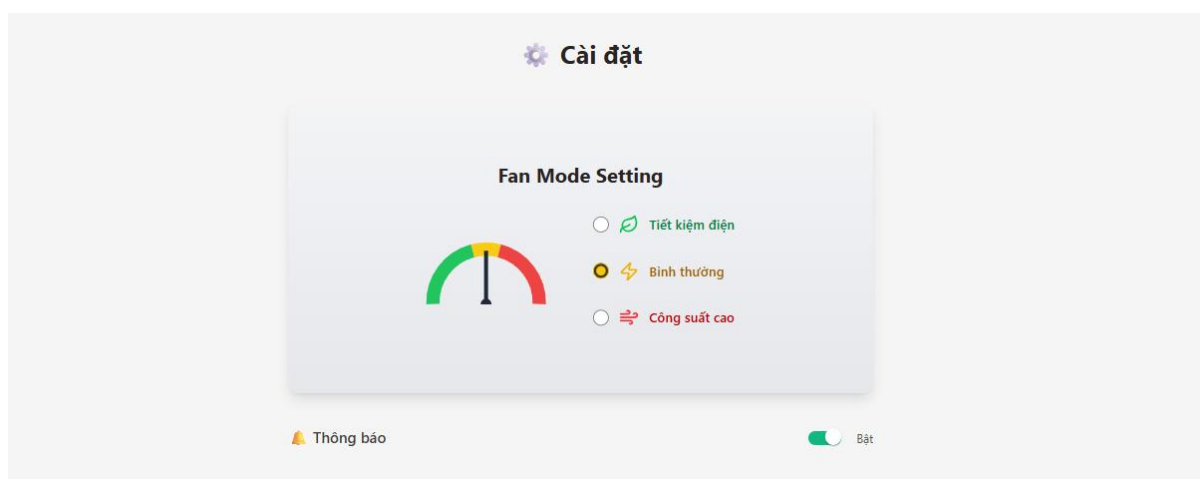 Cài đặt
Fan Mode Setting
Tiết kiệm điện
Bình thường
Công suất cao
Thông báo
Bật